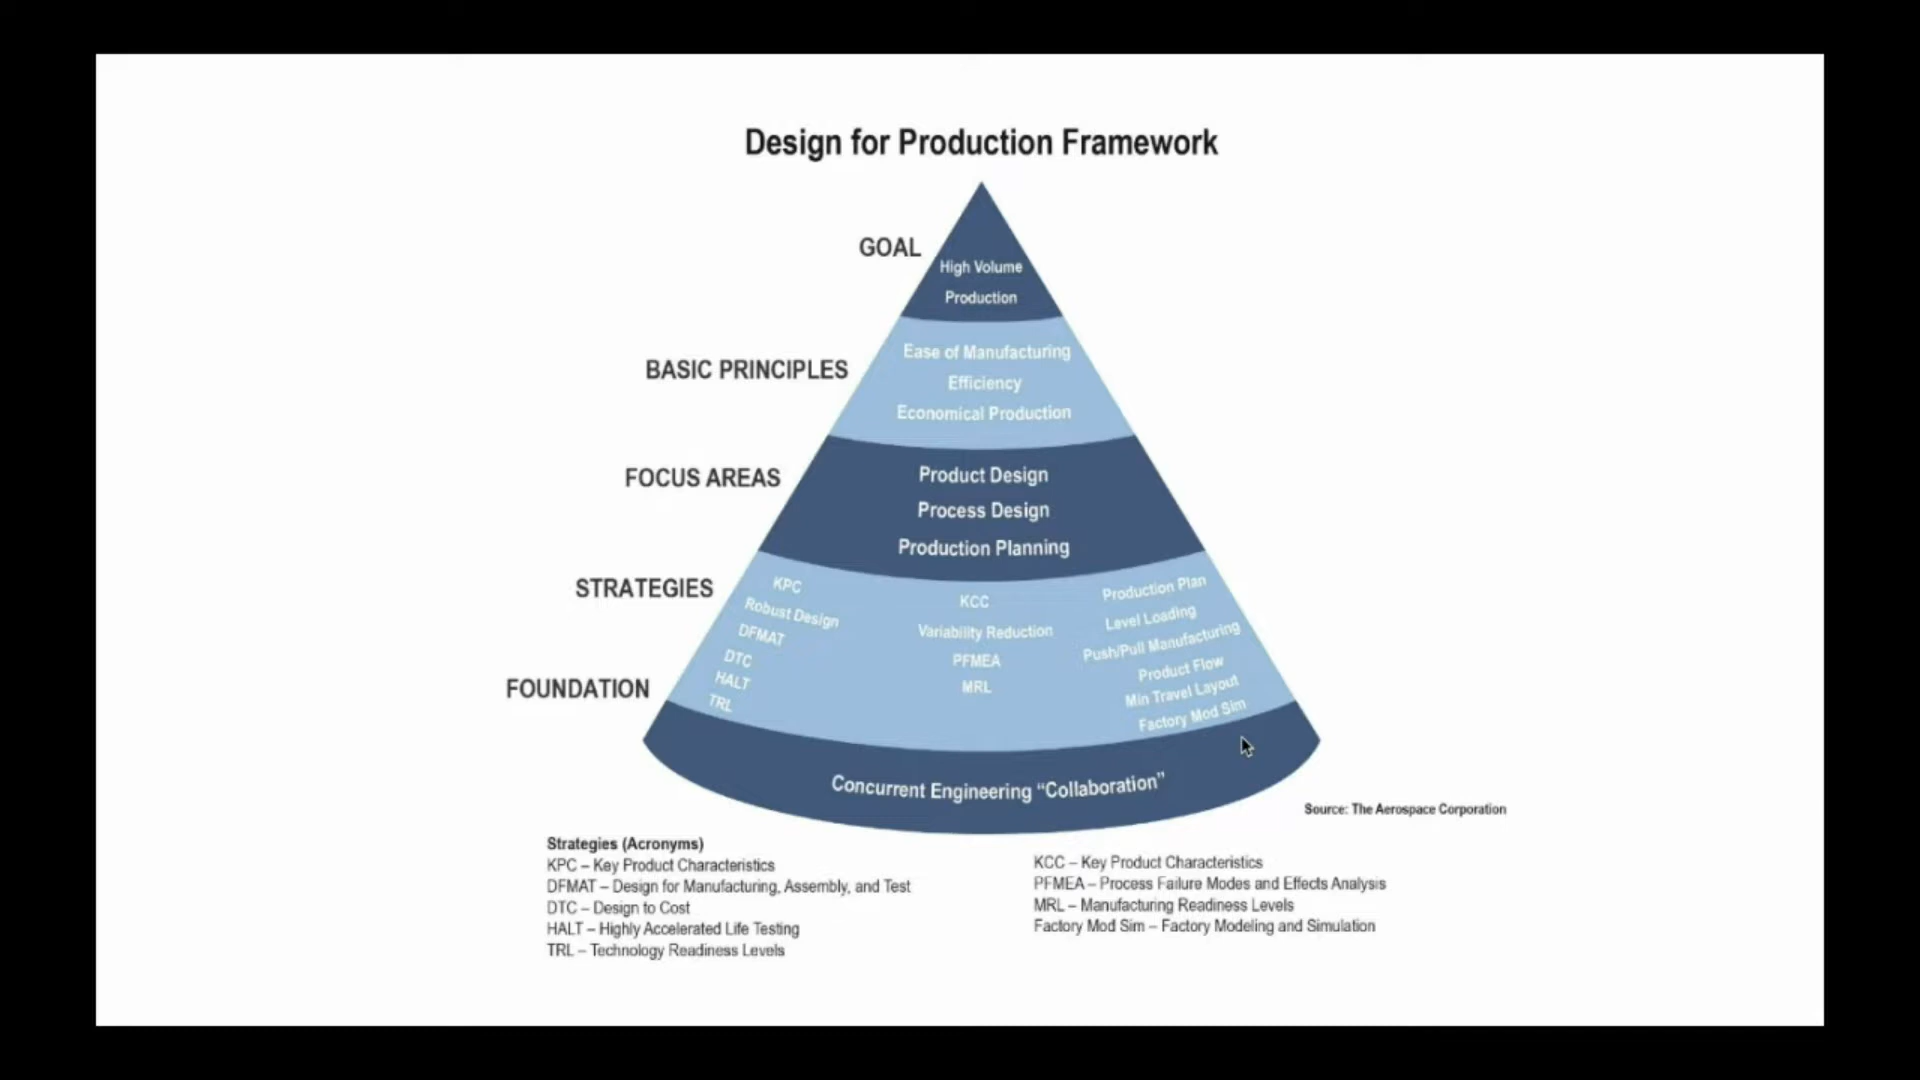 Design for Production Framework
GOAL
High Volume
Production
BASIC PRINCIPLES
Ease of Manufacturing
Efficiency
Economical Production
FOCUS AREAS
Product Design
Process Design
Production Planning
STRATEGIES
KPC
Robust Design
DFMAT
DTC
HALT
TRL
KCC
Variability Reduction
PFMEA
MRL
Production Plan
Level Loading
Push/Pull Manufacturing
Product Flow
Min Travel Layout
Factory Mod Sim
FOUNDATION
Concurrent Engineering “Collaboration”
Source: The Aerospace Corporation
Strategies (Acronyms)
KPC – Key Product Characteristics
DFMAT – Design for Manufacturing, Assembly, and Test
DTC – Design to Cost
HALT – Highly Accelerated Life Testing
TRL – Technology Readiness Levels
KCC – Key Product Characteristics
PFMEA – Process Failure Modes and Effects Analysis
MRL – Manufacturing Readiness Levels
Factory Mod Sim – Factory Modeling and Simulation